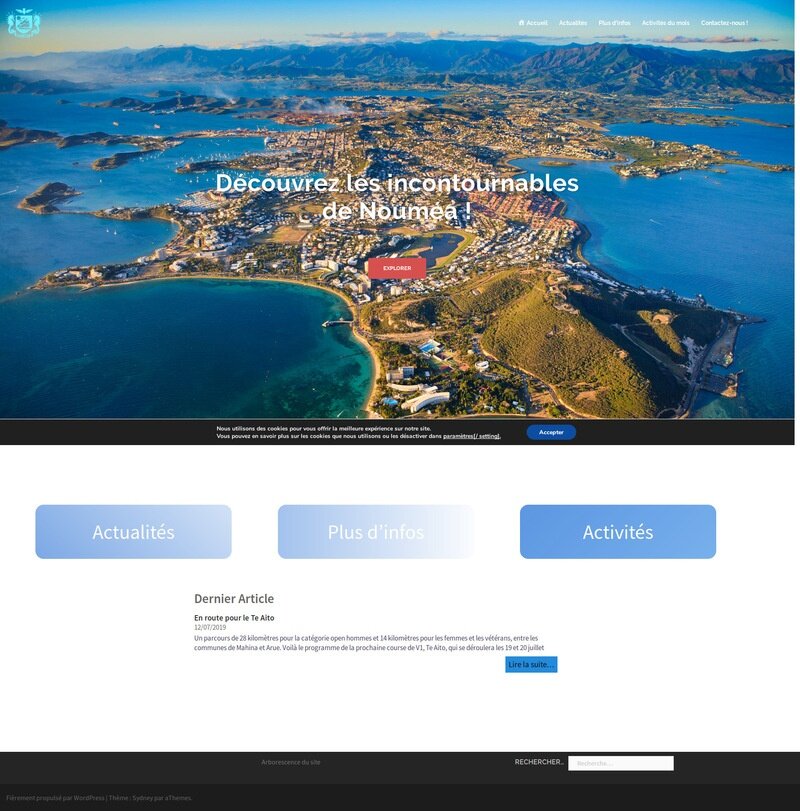 Accueil Actualites Plus d'infos Activites du mois Contactez-nous !
Découvrez les incontournables
de Nouméa !
EXPLORER
Nous utilisons des cookies pour vous offrir la meilleure expérience sur notre site.
Vous pouvez en savoir plus sur les cookies que nous utilisons ou les désactiver dans paramètres[/ setting].
Accepter
Actualités
Plus d'infos
Activités
Dernier Article
En route pour le Te Aito
12/07/2019
Un parcours de 28 kilomètres pour la catégorie open hommes et 14 kilomètres pour les femmes et les vétérans, entre les
communes de Mahina et Arue. Voilà le programme de la prochaine course de V1, Te Aito, qui se déroulera les 19 et 20 juillet
Lire la suite...
Arborescence du site
RECHERCHER..
Recherche…
Fièrement propulsé par WordPress | Thème : Sydney par aThemes.